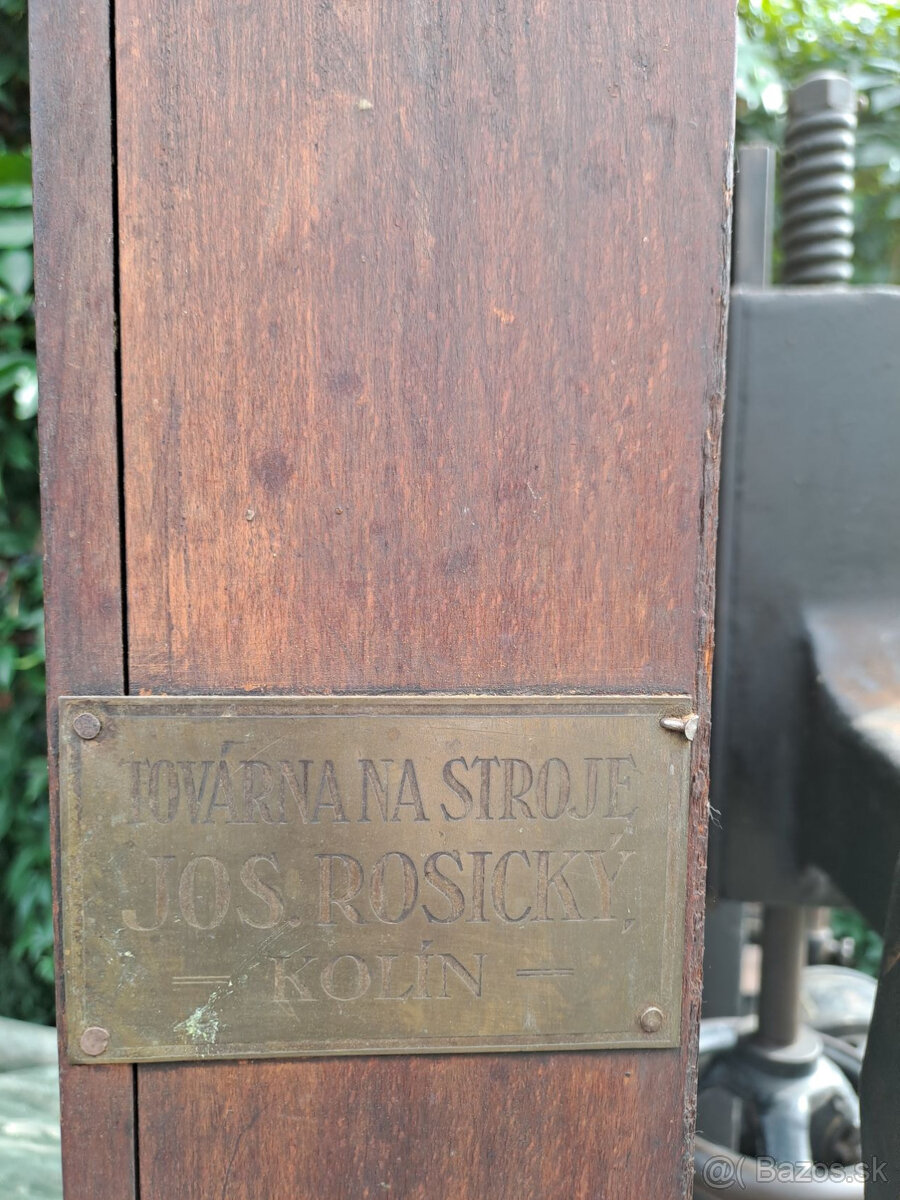 TOVÁRNA NA STROJE
JOS. ROSICKÝ,
= KOLÍN =
@( Bazos.sk